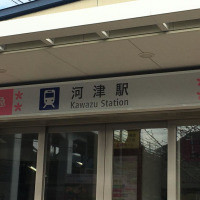 河津駅
Kawazu Station